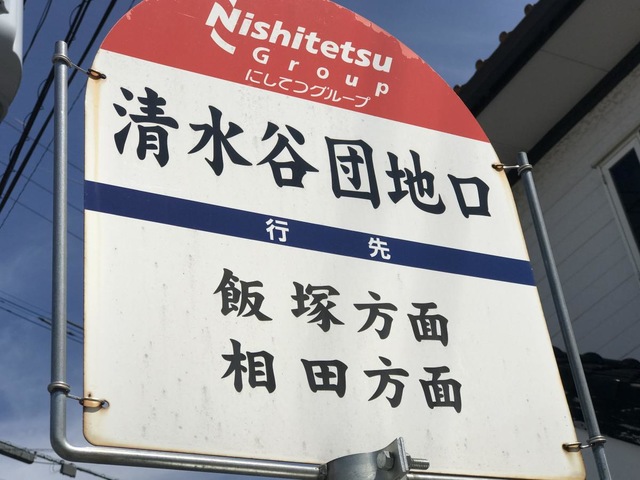 Nishitetsu
Group
にしてつグループ
清水谷団地口
行先
飯塚方面
相田方面